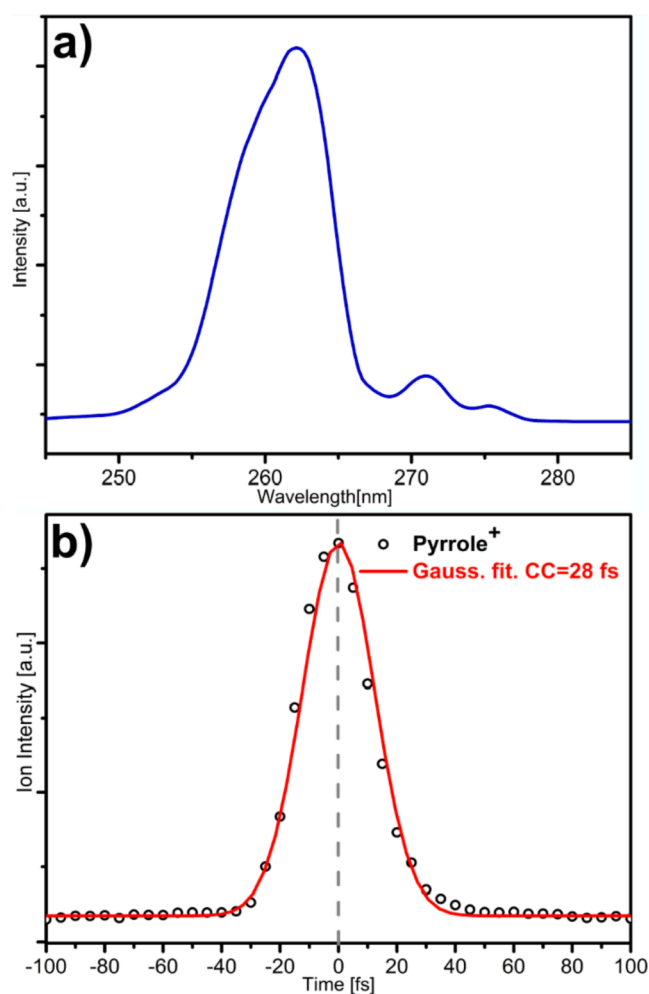 a)
Intensity [a.u.]
250 260 270 280
Wavelength[nm]
b)
Pyrrole+
Gauss. fit. CC=28 fs
Ion Intensity [a.u.]
-100 -80 -60 -40 -20 0 20 40 60 80 100
Time [fs]